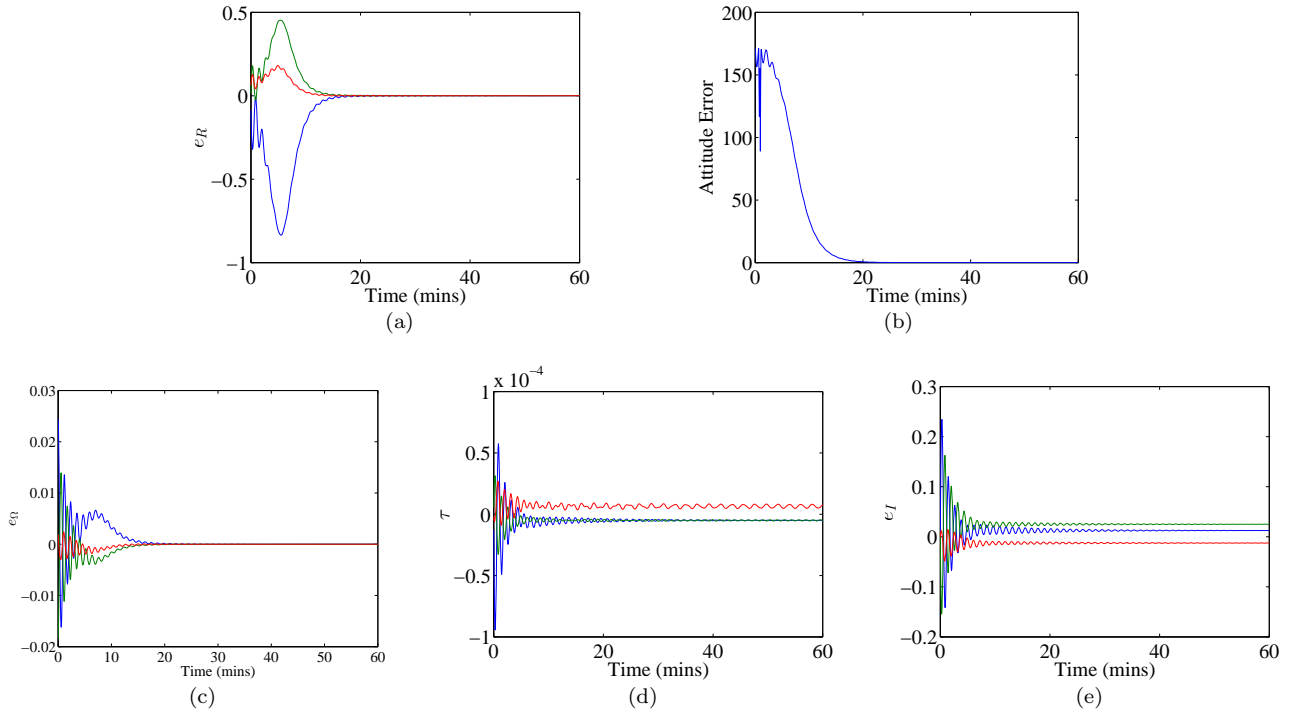 0.5
0
−0.5
−1
e_R
0 20 40 60
Time (mins)
(a)
200
150
100
50
0
Attitude Error
0 20 40 60
Time (mins)
(b)
0.03
0.02
0.01
0
−0.01
−0.02
e_Ω
0 10 20 30 40 50 60
Time (mins)
(c)
x 10^−4
1
0.5
0
−0.5
−1
τ
0 20 40 60
Time (mins)
(d)
0.3
0.2
0.1
0
−0.1
−0.2
e_I
0 20 40 60
Time (mins)
(e)